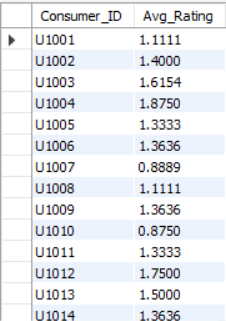 Consumer_ID Avg_Rating
U1001 1.1111
U1002 1.4000
U1003 1.6154
U1004 1.8750
U1005 1.3333
U1006 1.3636
U1007 0.8889
U1008 1.1111
U1009 1.3636
U1010 0.8750
U1011 1.3333
U1012 1.7500
U1013 1.5000
U1014 1.3636